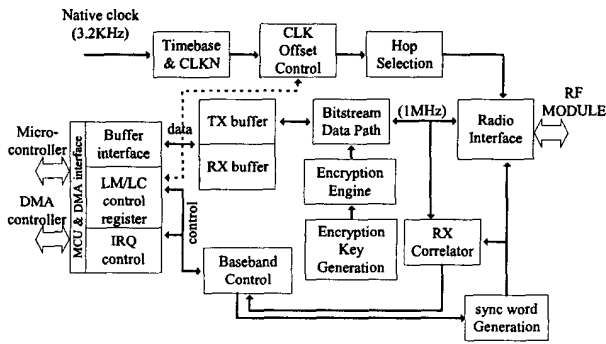 Native clock
(3.2KHz)
Timebase
& CLKN
CLK
Offset
Control
Hop
Selection
RF
MODULE
Micro-
controller
DMA
controller
MCU & DMA interface
Buffer
interface
LM/LC
control
register
IRQ
control
data
control
TX buffer
RX buffer
Bitstream
Data Path
(1MHz)
Radio
Interface
Encryption
Engine
Encryption
Key
Generation
RX
Correlator
Baseband
Control
sync word
Generation